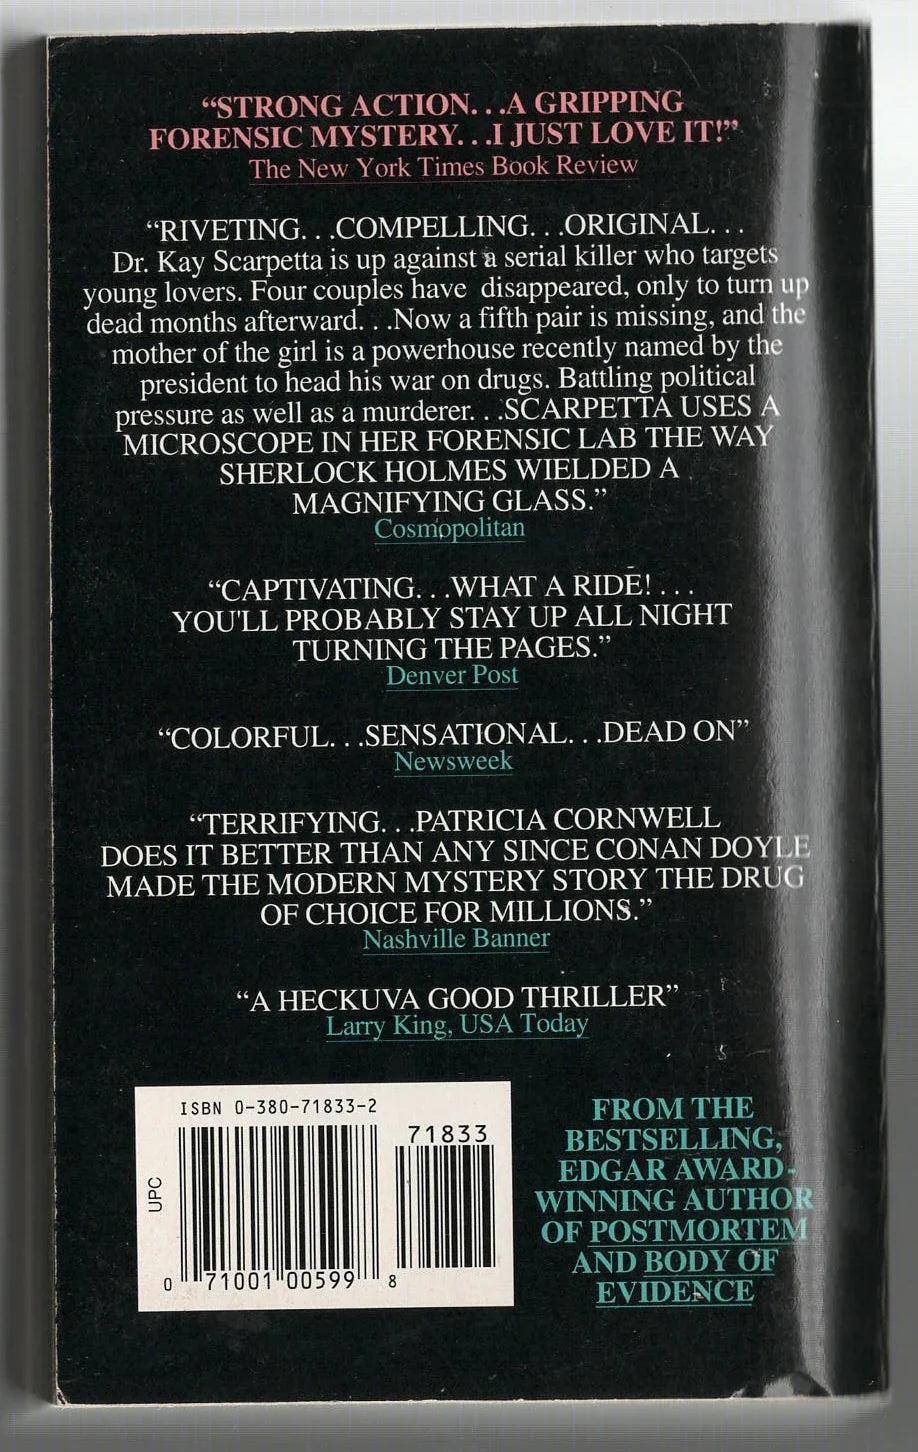 “STRONG ACTION. . .A GRIPPING
FORENSIC MYSTERY. . .I JUST LOVE IT!”
The New York Times Book Review
“RIVETING. . .COMPELLING. . .ORIGINAL. . .
Dr. Kay Scarpetta is up against a serial killer who targets
young lovers. Four couples have disappeared, only to turn up
dead months afterward. . .Now a fifth pair is missing, and the
mother of the girl is a powerhouse recently named by the
president to head his war on drugs. Battling political
pressure as well as a murderer. . .SCARPETTA USES A
MICROSCOPE IN HER FORENSIC LAB THE WAY
SHERLOCK HOLMES WIELDED A
MAGNIFYING GLASS.”
Cosmopolitan
“CAPTIVATING. . .WHAT A RIDE! . . .
YOU'LL PROBABLY STAY UP ALL NIGHT
TURNING THE PAGES.”
Denver Post
“COLORFUL. . .SENSATIONAL. . .DEAD ON”
Newsweek
“TERRIFYING. . .PATRICIA CORNWELL
DOES IT BETTER THAN ANY SINCE CONAN DOYLE
MADE THE MODERN MYSTERY STORY THE DRUG
OF CHOICE FOR MILLIONS.”
Nashville Banner
“A HECKUVA GOOD THRILLER”
Larry King, USA Today
ISBN 0-380-71833-2
71833
UPC
0 71001 00599 8
FROM THE
BESTSELLING,
EDGAR AWARD-
WINNING AUTHOR
OF POSTMORTEM
AND BODY OF
EVIDENCE